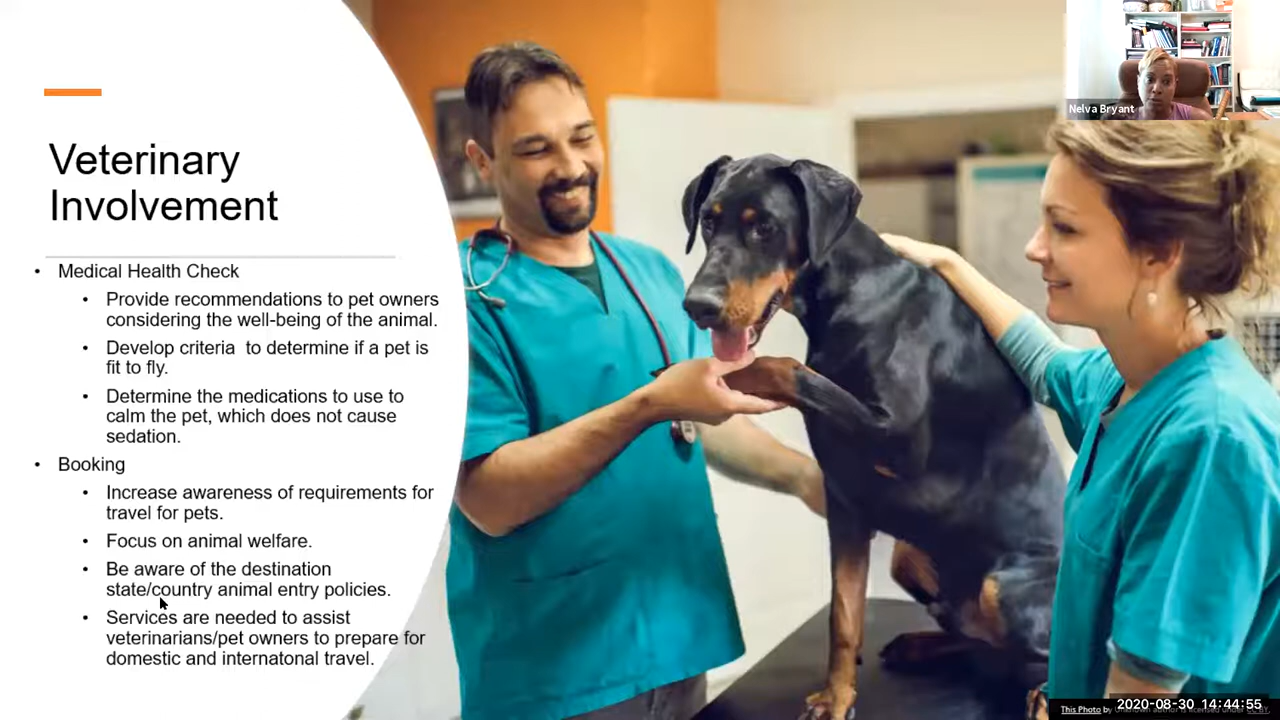 Veterinary
Involvement
• Medical Health Check
• Provide recommendations to pet owners
considering the well-being of the animal.
• Develop criteria to determine if a pet is
fit to fly.
• Determine the medications to use to
calm the pet, which does not cause
sedation.
• Booking
• Increase awareness of requirements for
travel for pets.
• Focus on animal welfare.
• Be aware of the destination
state/country animal entry policies.
• Services are needed to assist
veterinarians/pet owners to prepare for
domestic and internatonal travel.
Nelva Bryant
This Photo by
2020-08-30 14:44:55